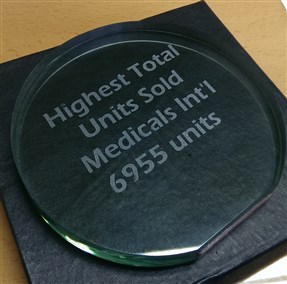 Highest Total
Units Sold
Medicals Int'l
6955 units